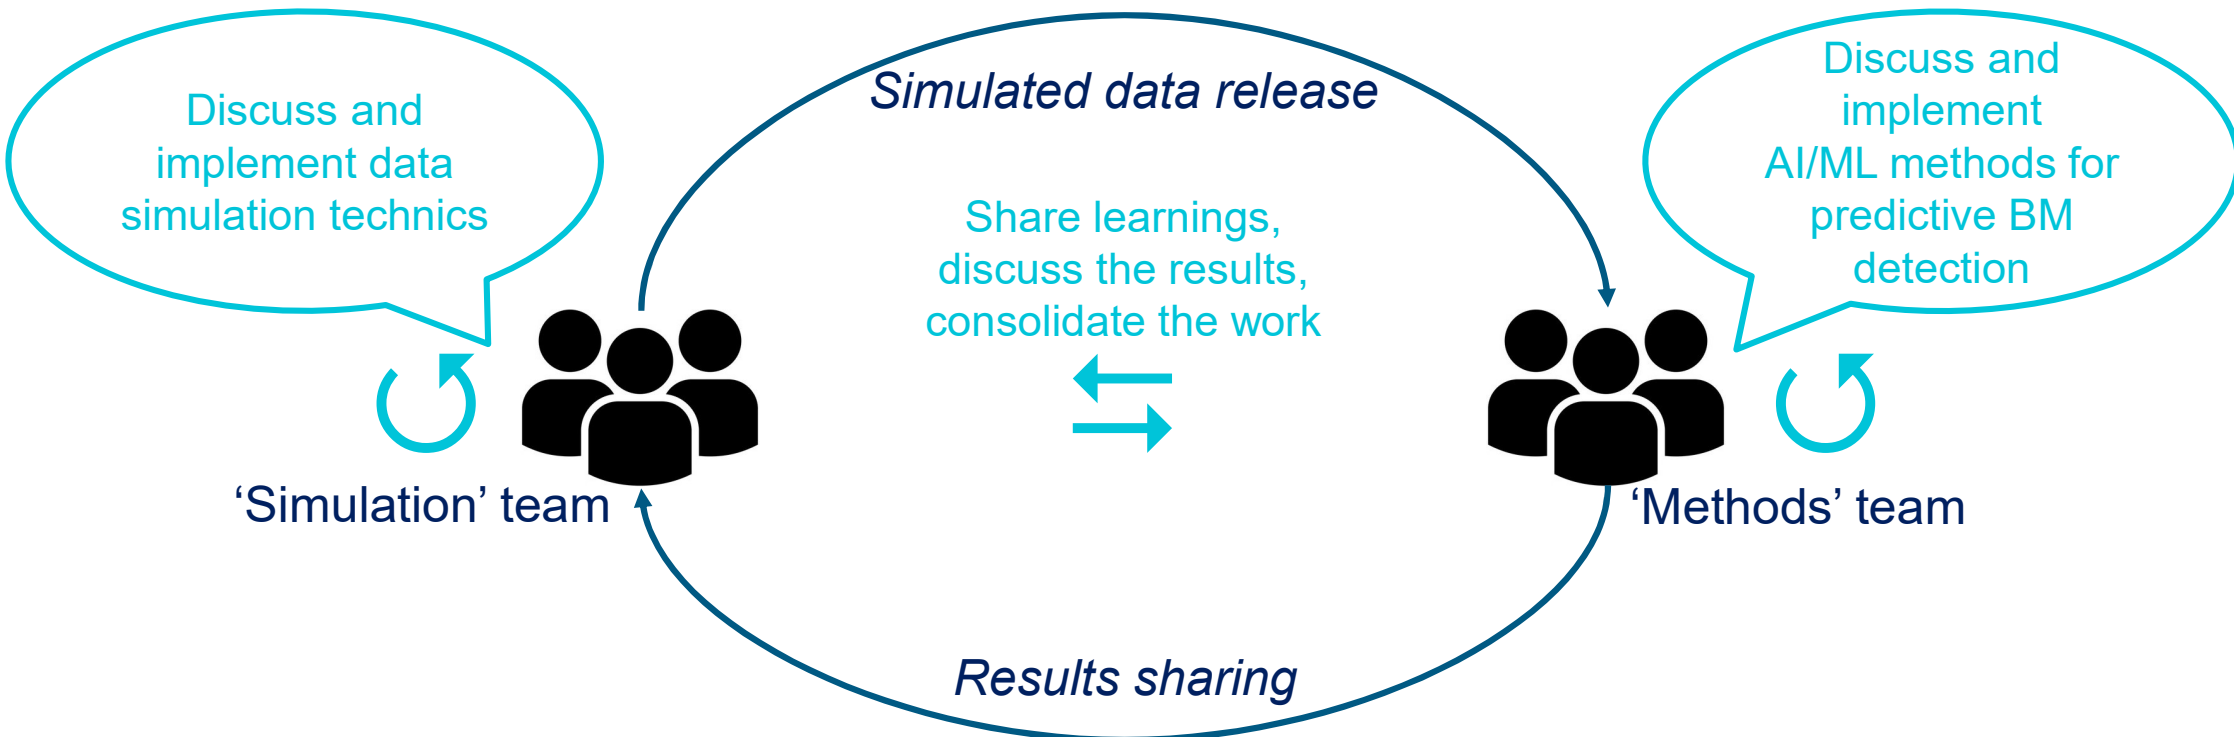 Discuss and
implement data
simulation technics
Simulated data release
Discuss and
implement
AI/ML methods for
predictive BM
detection
Share learnings,
discuss the results,
consolidate the work
‘Simulation’ team
‘Methods’ team
Results sharing